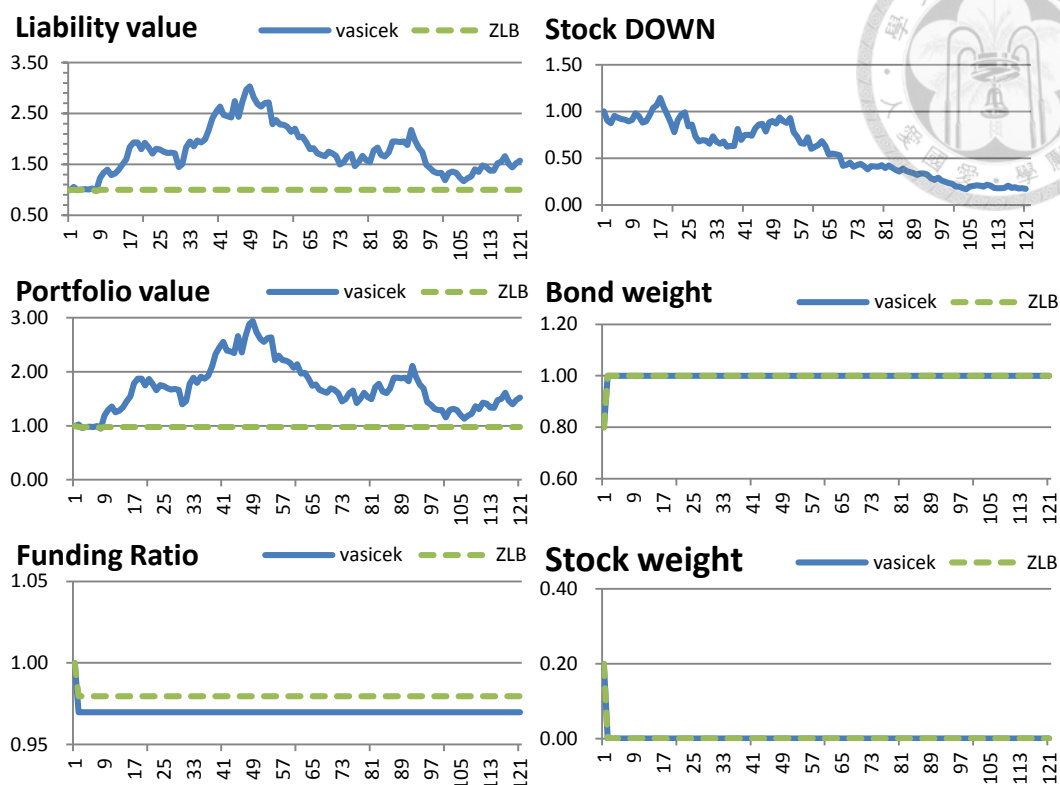 Liability value
vasicek
ZLB
3.50
2.50
1.50
0.50
1 9 17 25 33 41 49 57 65 73 81 89 97 105 113 121
Stock DOWN
1.50
1.00
0.50
0.00
1 9 17 25 33 41 49 57 65 73 81 89 97 105 113 121
Portfolio value
vasicek
ZLB
3.00
2.00
1.00
0.00
1 9 17 25 33 41 49 57 65 73 81 89 97 105 113 121
Bond weight
vasicek
ZLB
1.20
1.00
0.80
0.60
1 9 17 25 33 41 49 57 65 73 81 89 97 105 113 121
Funding Ratio
vasicek
ZLB
1.05
1.00
0.95
1 9 17 25 33 41 49 57 65 73 81 89 97 105 113 121
Stock weight
vasicek
ZLB
0.40
0.20
0.00
1 9 17 25 33 41 49 57 65 73 81 89 97 105 113 121